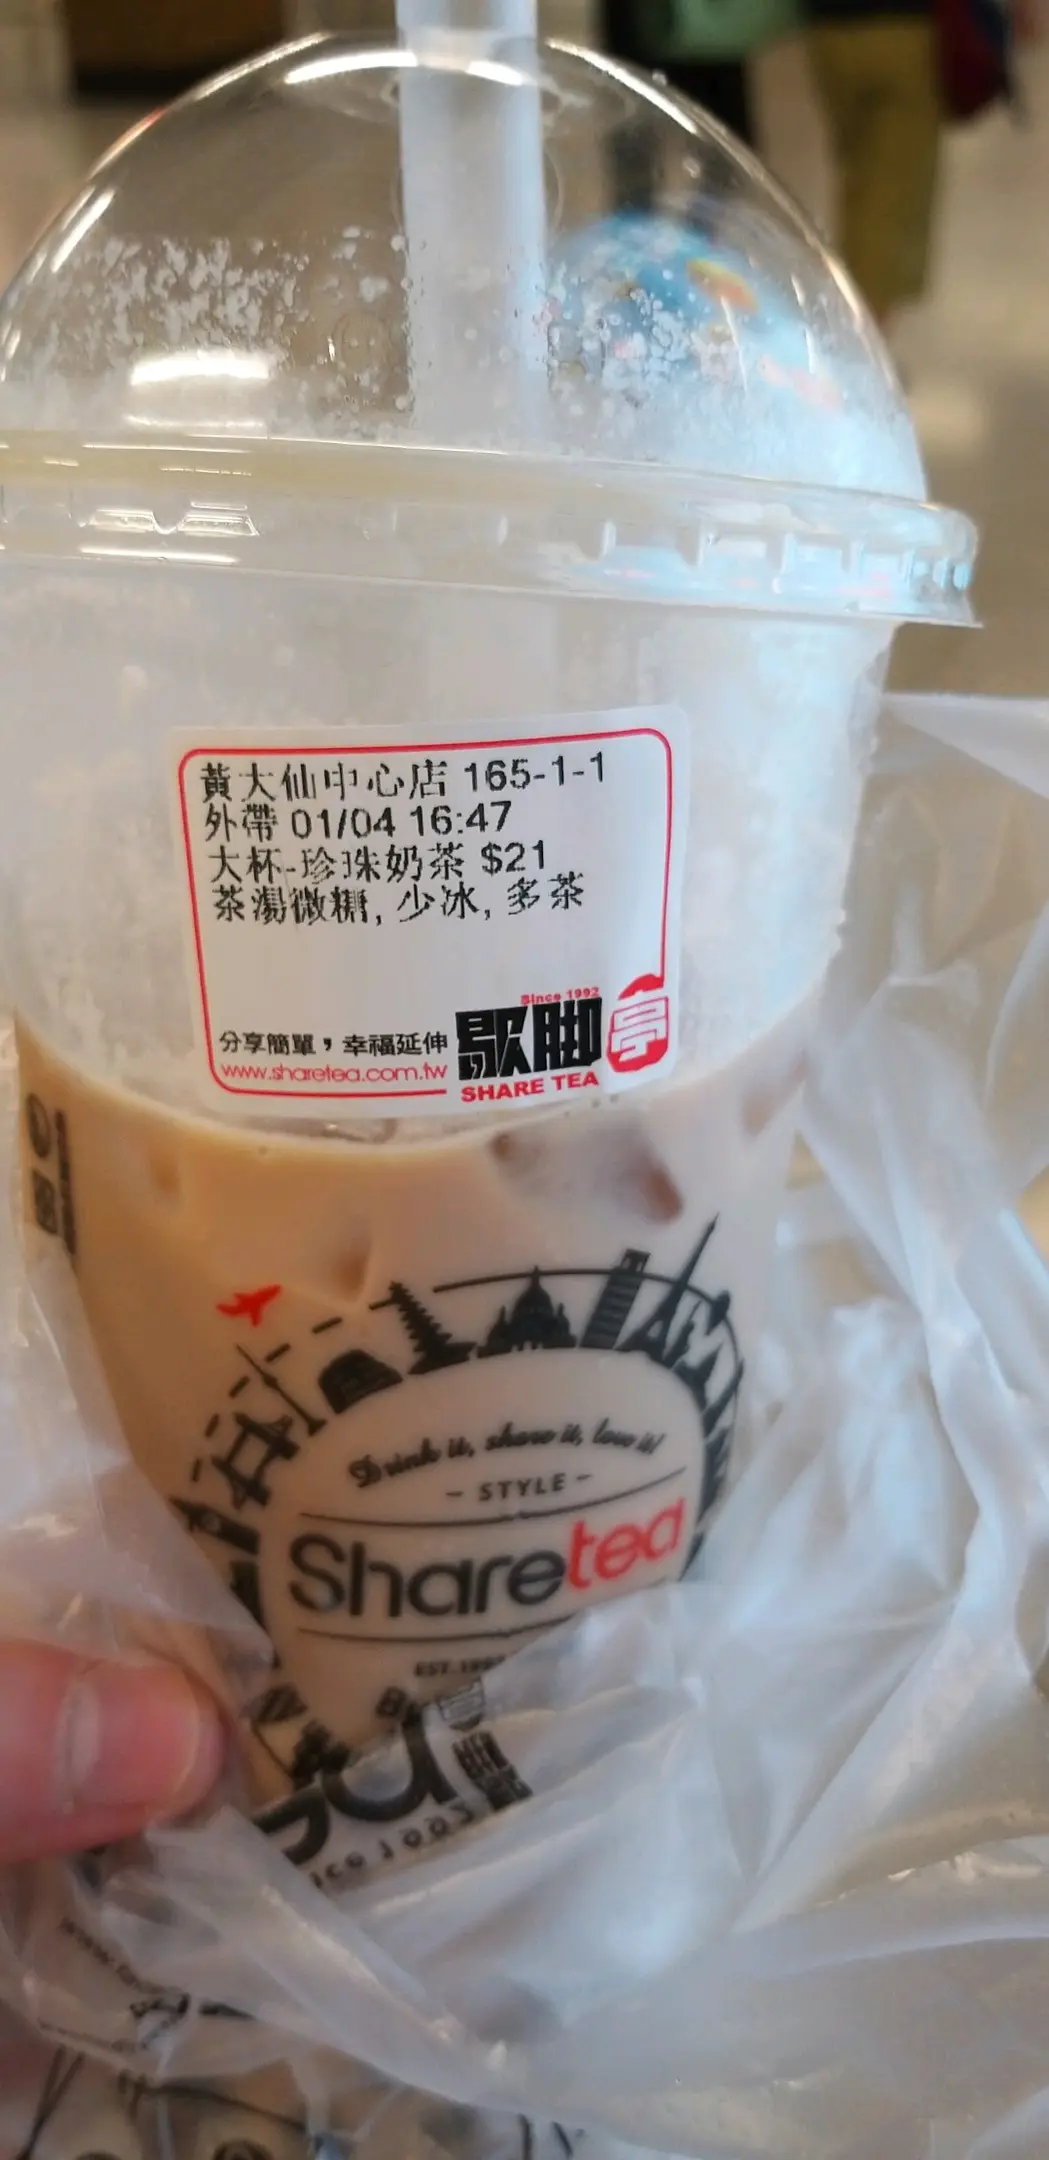 黃大仙中心店 165-1-1
外帶 01/04 16:47
大杯-珍珠奶茶 $21
茶湯微糖, 少冰, 多茶
Since 1992
分享簡單，幸福延伸
歇脚亭
www.sharetea.com.tw
SHARE TEA
Drink it, share it, love it!
- STYLE -
Sharetea
EST.1992